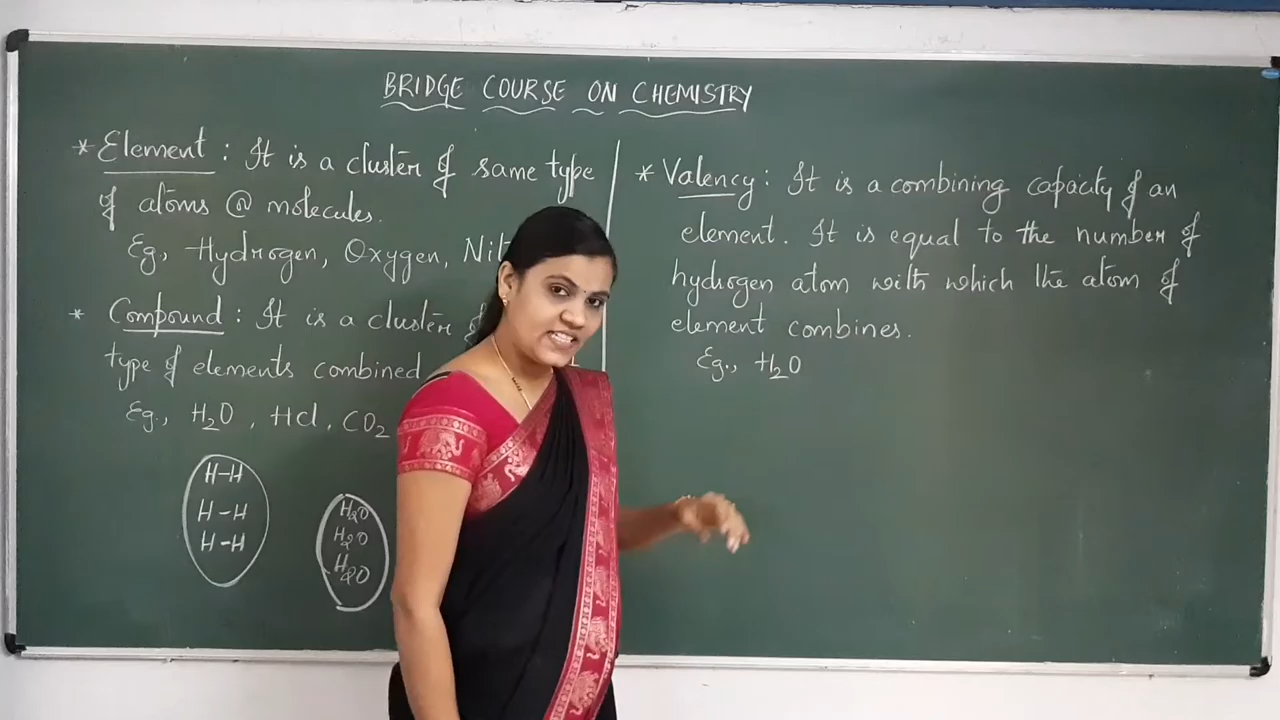 BRIDGE COURSE ON CHEMISTRY
* Element : It is a cluster of same type
of atoms @ molecules.
Eg, Hydrogen, Oxygen,
* Compound : It is a cluster
type of elements combined
Eg., H2O , HCl, CO2
H-H
H-H
H-H
H2O
H2O
H2O
* Valency : It is a combining capacity of an
element. It is equal to the number of
hydrogen atom with which the atom of
element combines.
Eg., H2O